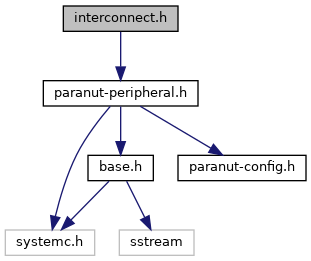 interconnect.h
paranut-peripheral.h
base.h
paranut-config.h
systemc.h
sstream